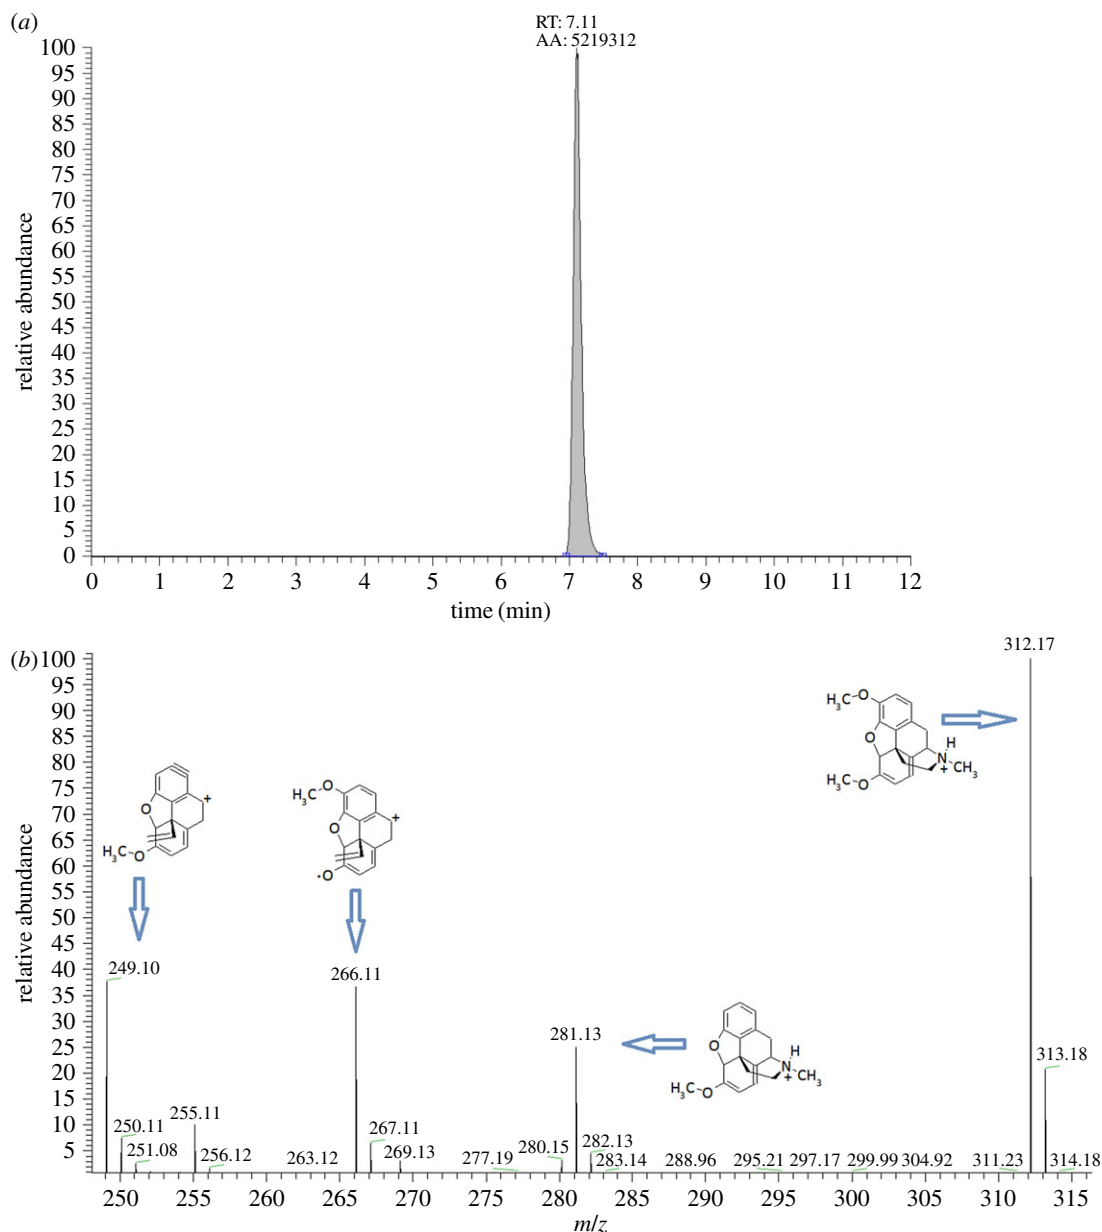 (a)
RT: 7.11
AA: 5219312
100
95
90
85
80
75
70
65
60
55
50
45
40
35
30
25
20
15
10
5
0
relative abundance
0 1 2 3 4 5 6 7 8 9 10 11 12
time (min)
(b)
100
95
90
85
80
75
70
65
60
55
50
45
40
35
30
25
20
15
10
5
relative abundance
312.17
H3C O
O
H3C O
H
N
+
CH3
+
O
H3C O
H3C O
+
O
·O
249.10
266.11
281.13
O
H3C O
H
N
+
CH3
313.18
250.11
251.08
255.11
256.12
263.12
267.11
269.13
277.19
280.15
282.13
283.14
288.96
295.21
297.17
299.99
304.92
311.23
314.18
250 255 260 265 270 275 280 285 290 295 300 305 310 315
m/z